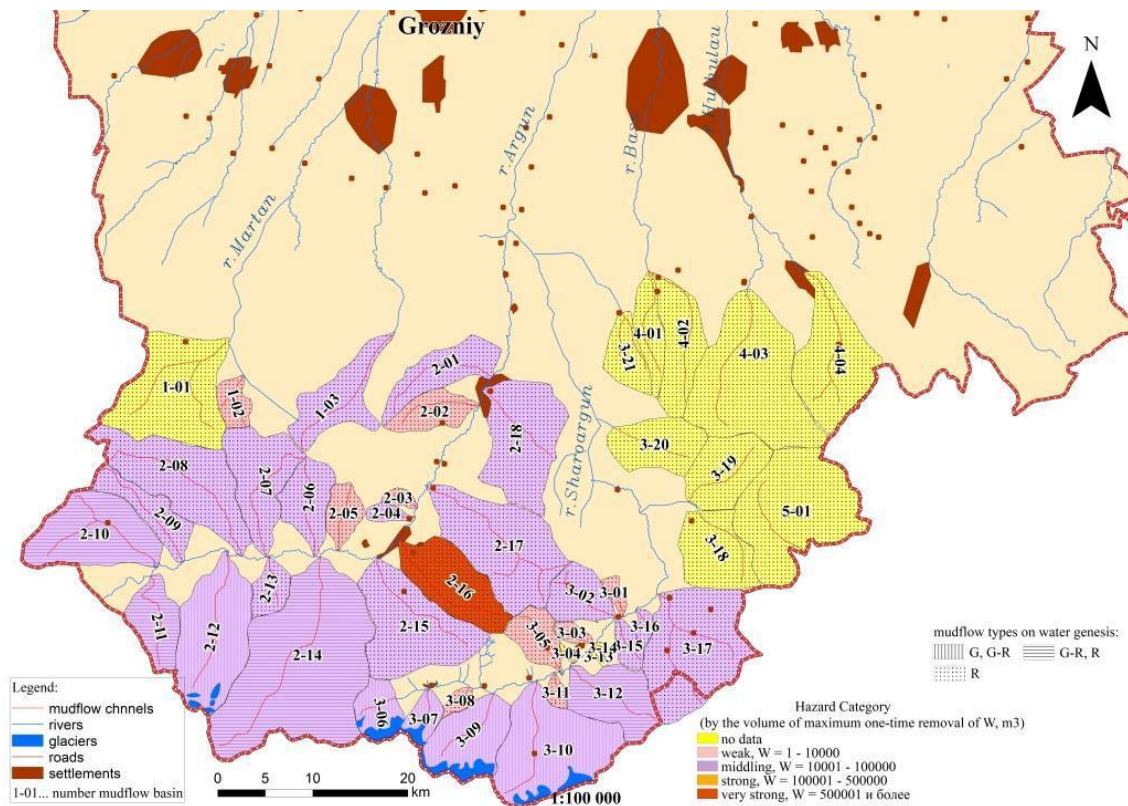 Grozniy
r.Martan
r.Argun
r.Bass
r.Hulhulau
r.Sharoargun
N
1-01
1-02
1-03
2-01
2-02
2-18
3-21
4-01
4-02
4-03
4-04
3-20
3-19
5-01
3-18
2-08
2-09
2-10
2-07
2-06
2-05
2-03
2-04
2-17
2-16
2-15
2-14
2-13
2-12
2-11
3-01
3-02
3-03
3-04
3-05
3-14
3-13
3-16
3-15
3-17
3-06
3-07
3-08
3-09
3-10
3-11
3-12
Legend:
mudflow chnnels
rivers
glaciers
roads
settlements
1-01... number mudflow basin
0 5 10 20
km
1:100 000
mudflow types on water genesis:
G, G-R G-R, R
R
Hazard Category
(by the volume of maximum one-time removal of W, m3)
no data
weak, W = 1 - 10000
middling, W = 10001 - 100000
strong, W = 100001 - 500000
very strong, W = 500001 и более